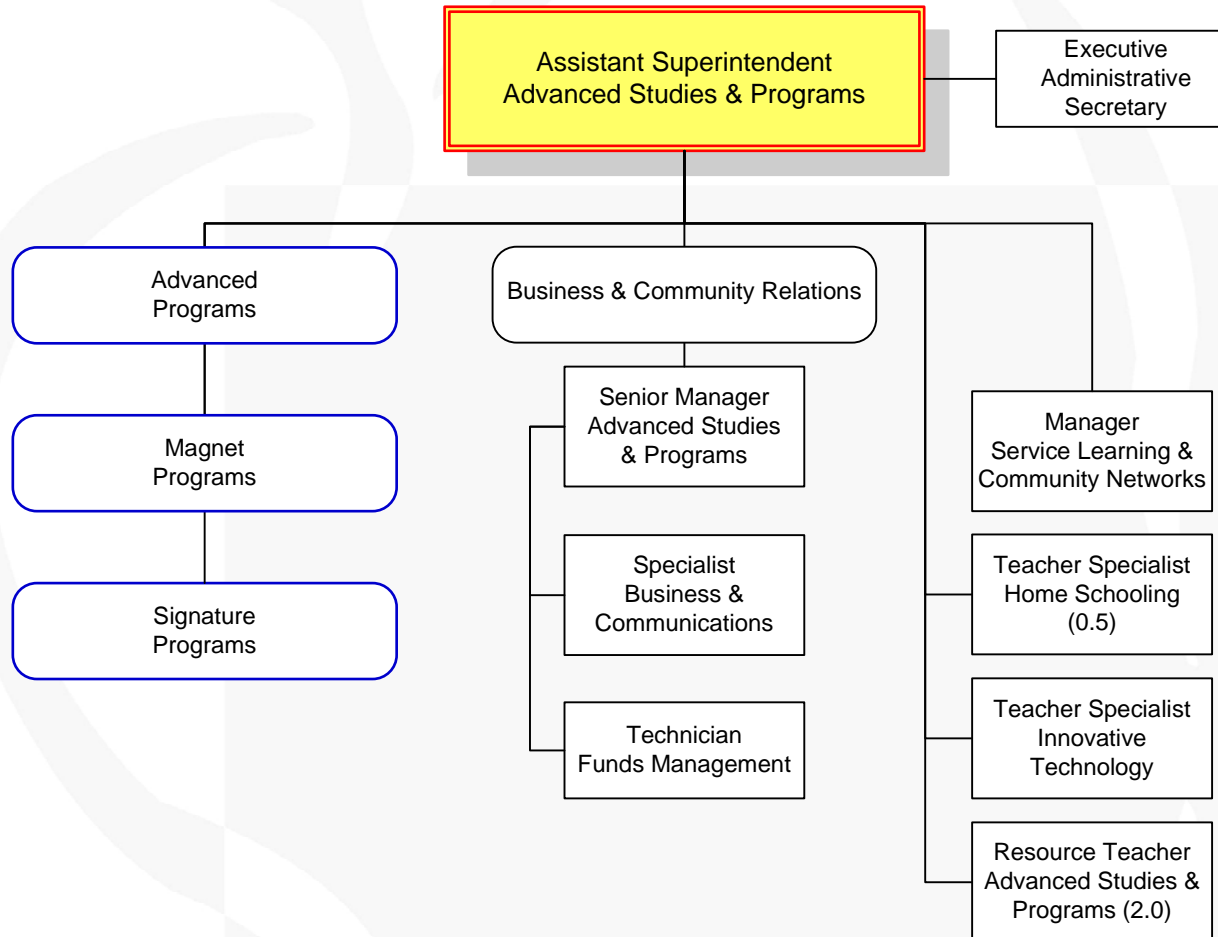 Assistant Superintendent
Advanced Studies & Programs
Executive
Administrative
Secretary
Advanced
Programs
Magnet
Programs
Signature
Programs
Business & Community Relations
Senior Manager
Advanced Studies
& Programs
Specialist
Business &
Communications
Technician
Funds Management
Manager
Service Learning &
Community Networks
Teacher Specialist
Home Schooling
(0.5)
Teacher Specialist
Innovative
Technology
Resource Teacher
Advanced Studies &
Programs (2.0)